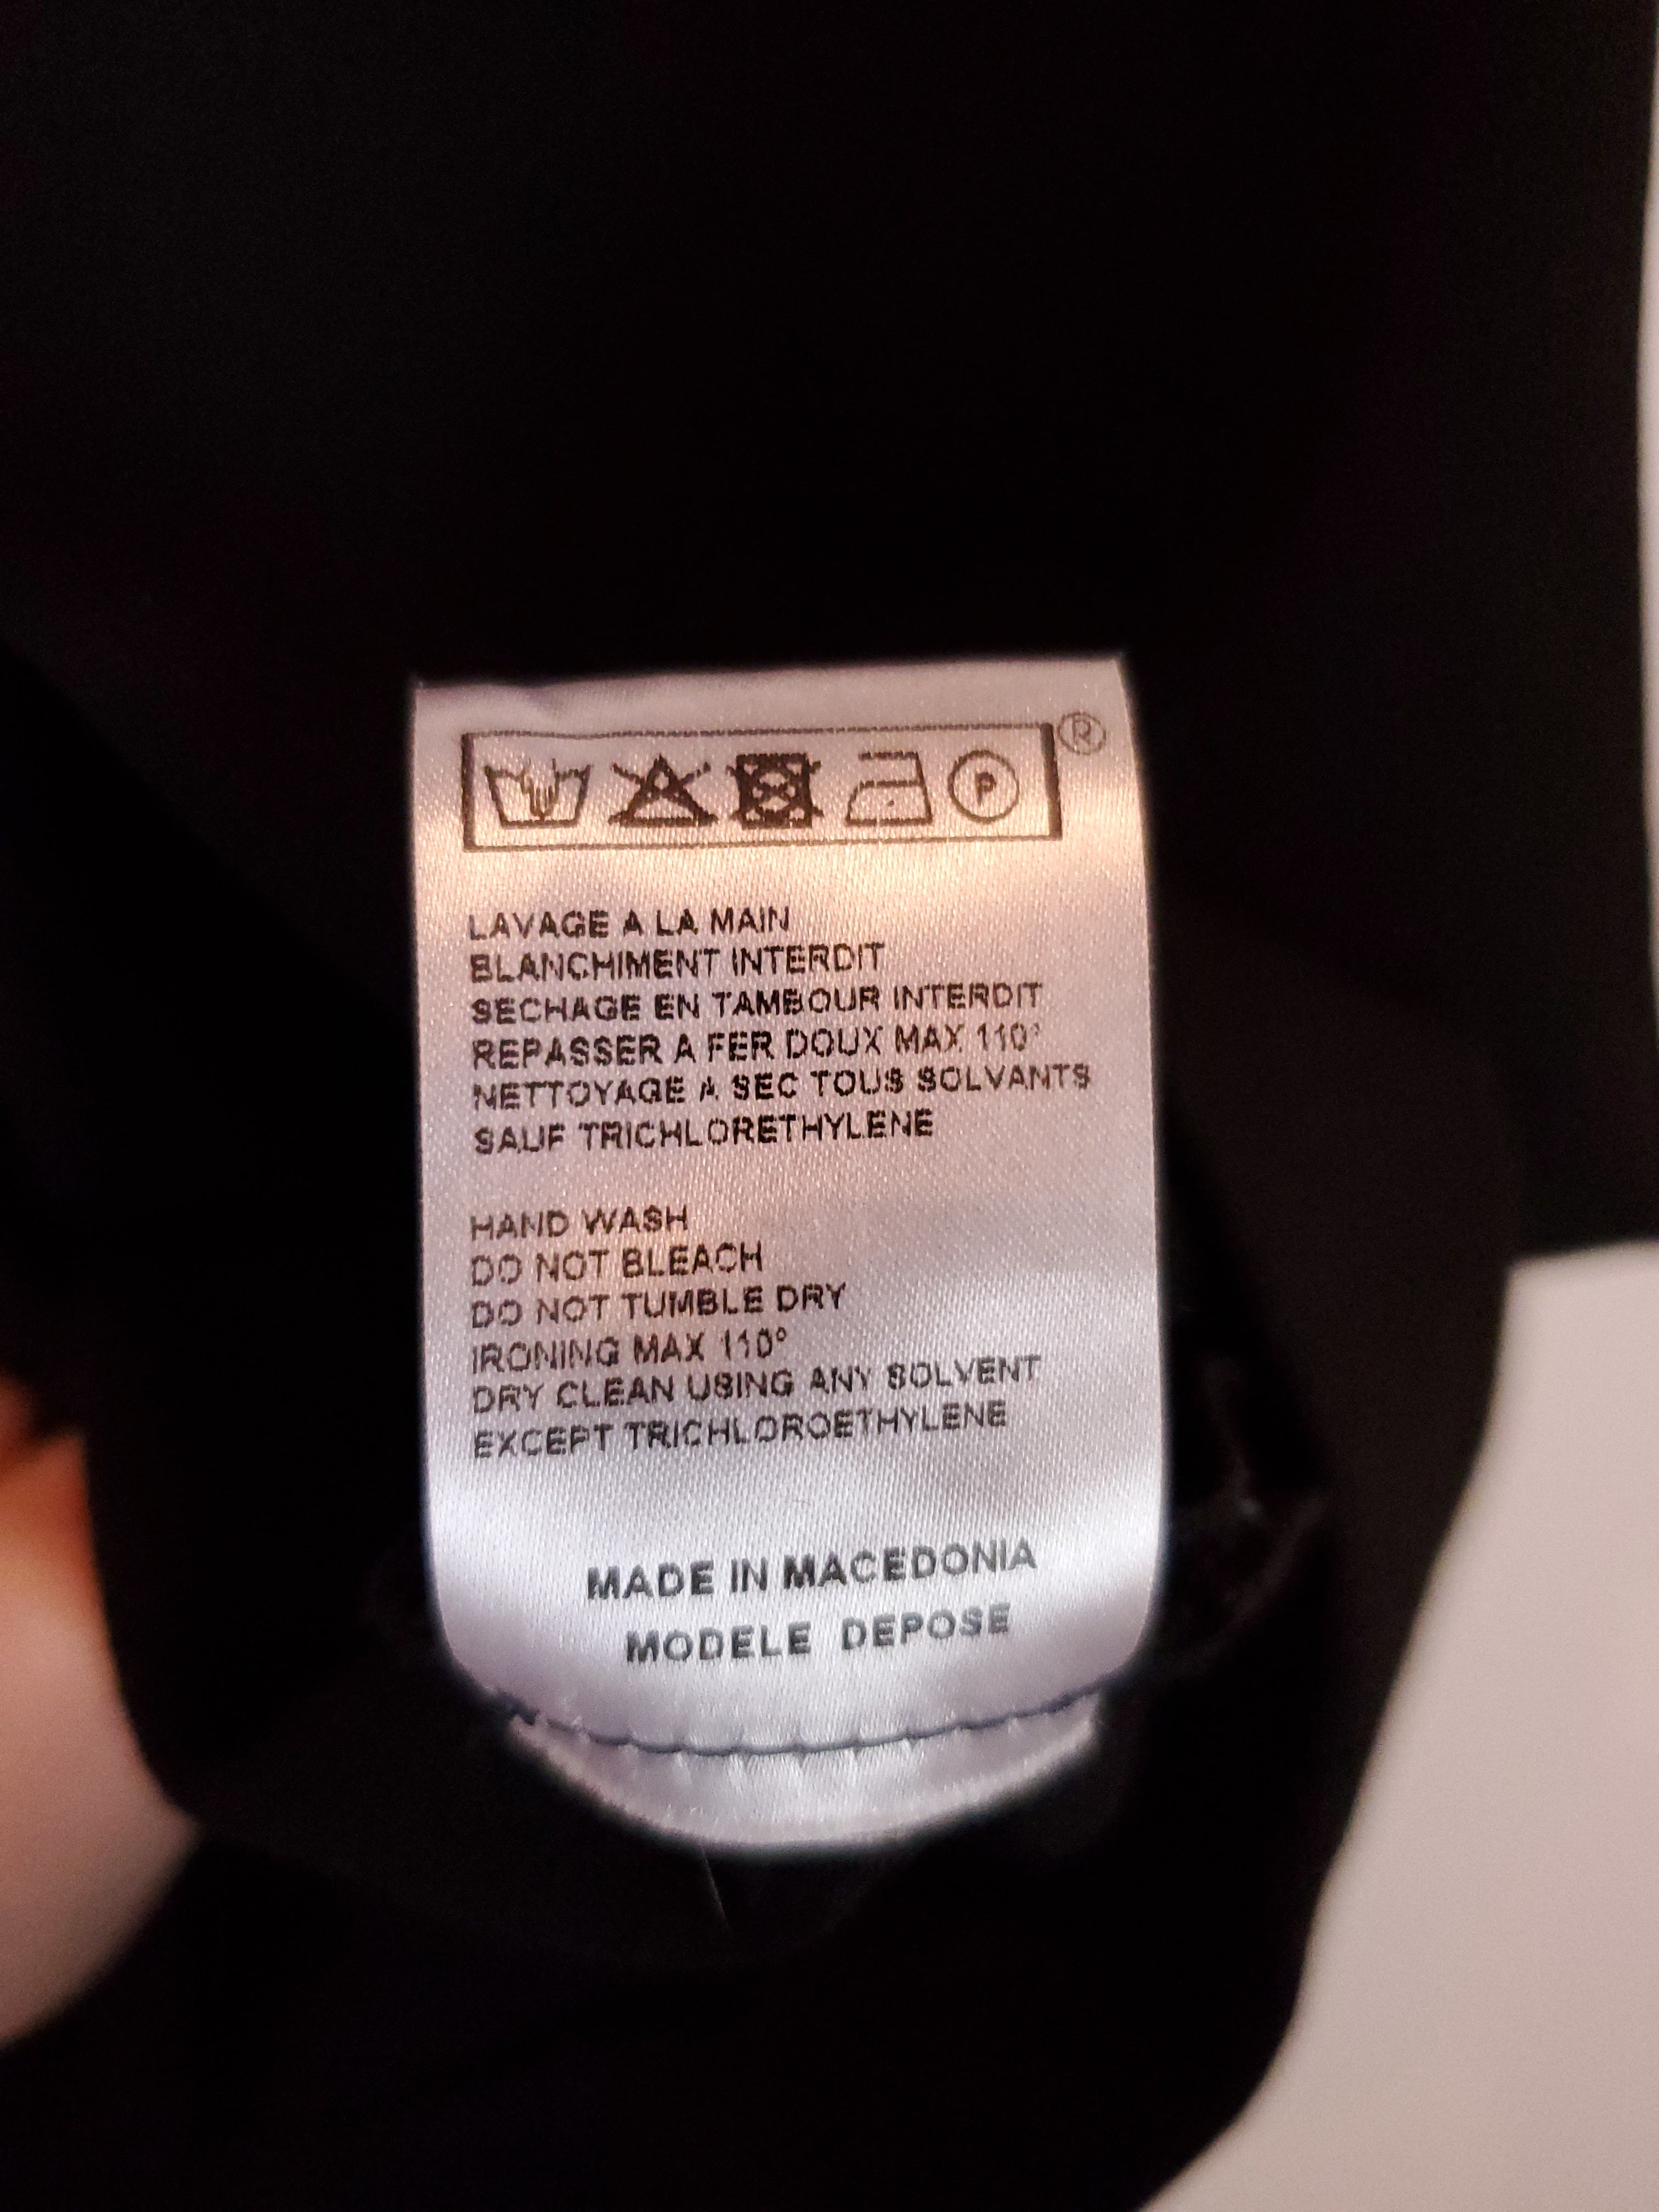 ®
P
LAVAGE A LA MAIN
BLANCHIMENT INTERDIT
SECHAGE EN TAMBOUR INTERDIT
REPASSER A FER DOUX MAX 110°
NETTOYAGE A SEC TOUS SOLVANTS
SAUF TRICHLORETHYLENE
HAND WASH
DO NOT BLEACH
DO NOT TUMBLE DRY
IRONING MAX 110°
DRY CLEAN USING ANY SOLVENT
EXCEPT TRICHLOROETHYLENE
MADE IN MACEDONIA
MODELE DEPOSE